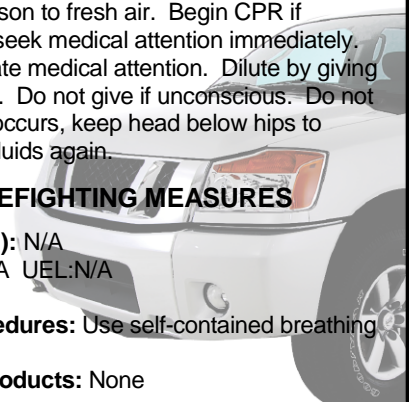 son to fresh air. Begin CPR if
seek medical attention immediately.
ate medical attention. Dilute by giving
. Do not give if unconscious. Do not
occurs, keep head below hips to
luids again.
EFIGHTING MEASURES
): N/A
A UEL:N/A
edures: Use self-contained breathing
oducts: None